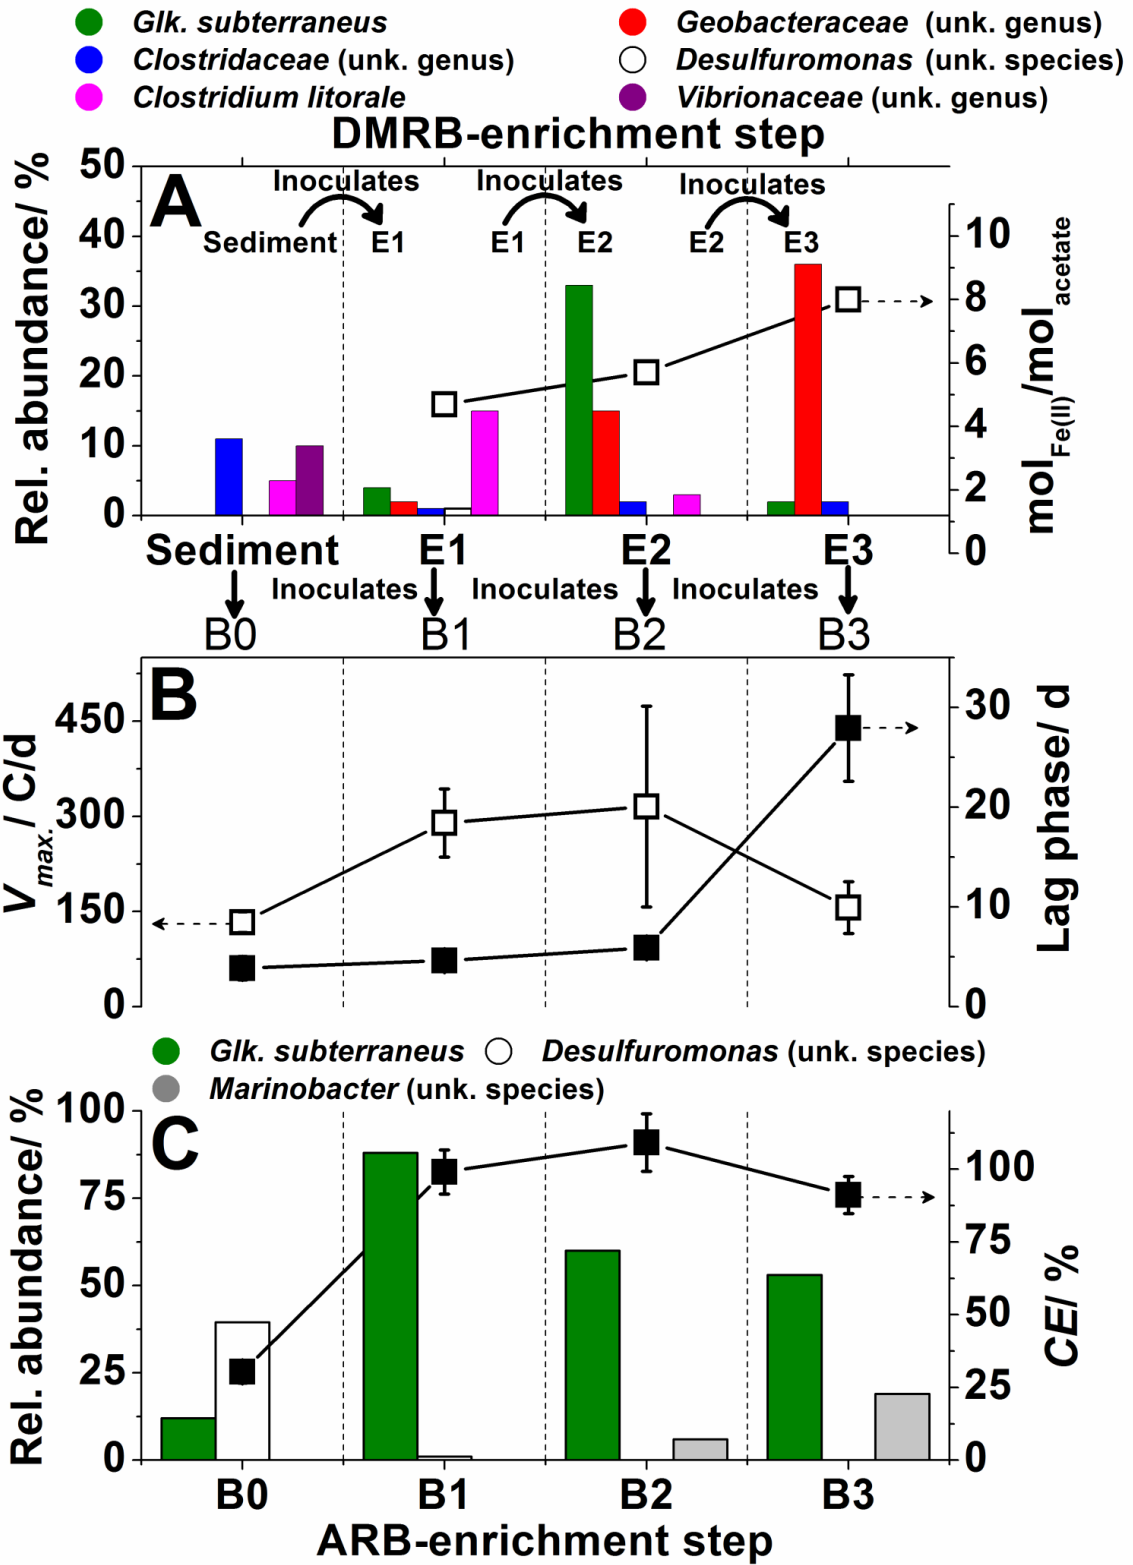 Glk. subterraneus Geobacteraceae (unk. genus)
Clostridaceae (unk. genus) Desulfuromonas (unk. species)
Clostridium litorale Vibrionaceae (unk. genus)
DMRB-enrichment step
A
Inoculates Inoculates Inoculates
Sediment E1 E1 E2 E2 E3
Rel. abundance/ %
50
40
30
20
10
0
10
8
6
4
2
0
mol Fe(II)/mol acetate
Sediment E1 E2 E3
Inoculates Inoculates Inoculates
B0 B1 B2 B3
B
Vmax. / C/d
450
300
150
0
30
20
10
0
Lag phase/ d
Glk. subterraneus Desulfuromonas (unk. species)
Marinobacter (unk. species)
C
Rel. abundance/ %
100
75
50
25
0
100
75
50
25
0
CE/ %
B0 B1 B2 B3
ARB-enrichment step